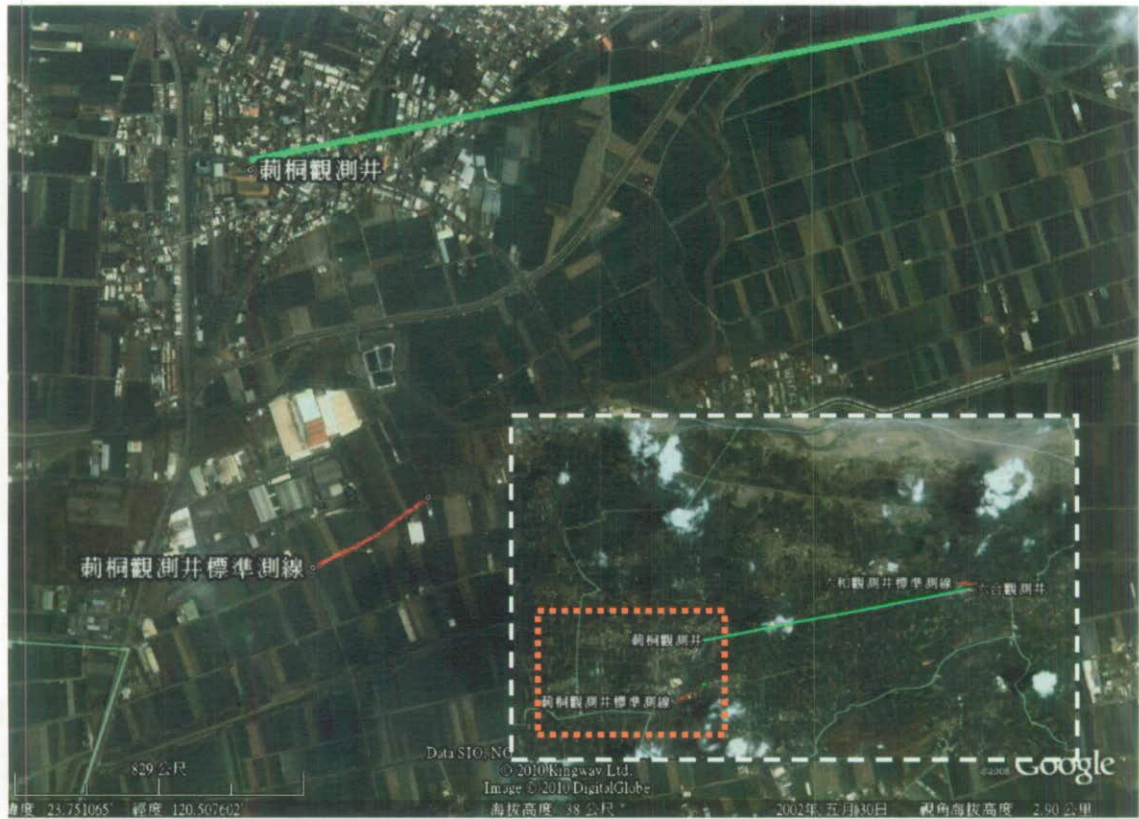 莿桐觀測井
莿桐觀測井標準測線
六和觀測井標準測線
六合觀測井
莿桐觀測井
莿桐觀測井標準測線
829 公尺
Data SIO, NO
© 2010 Kingway Ltd.
Image © 2010 DigitalGlobe
©2008 Google
緯度 23.751065° 經度 120.507602° 海拔高度 38 公尺 2002年 五月30日 視角海拔高度 2.90 公里